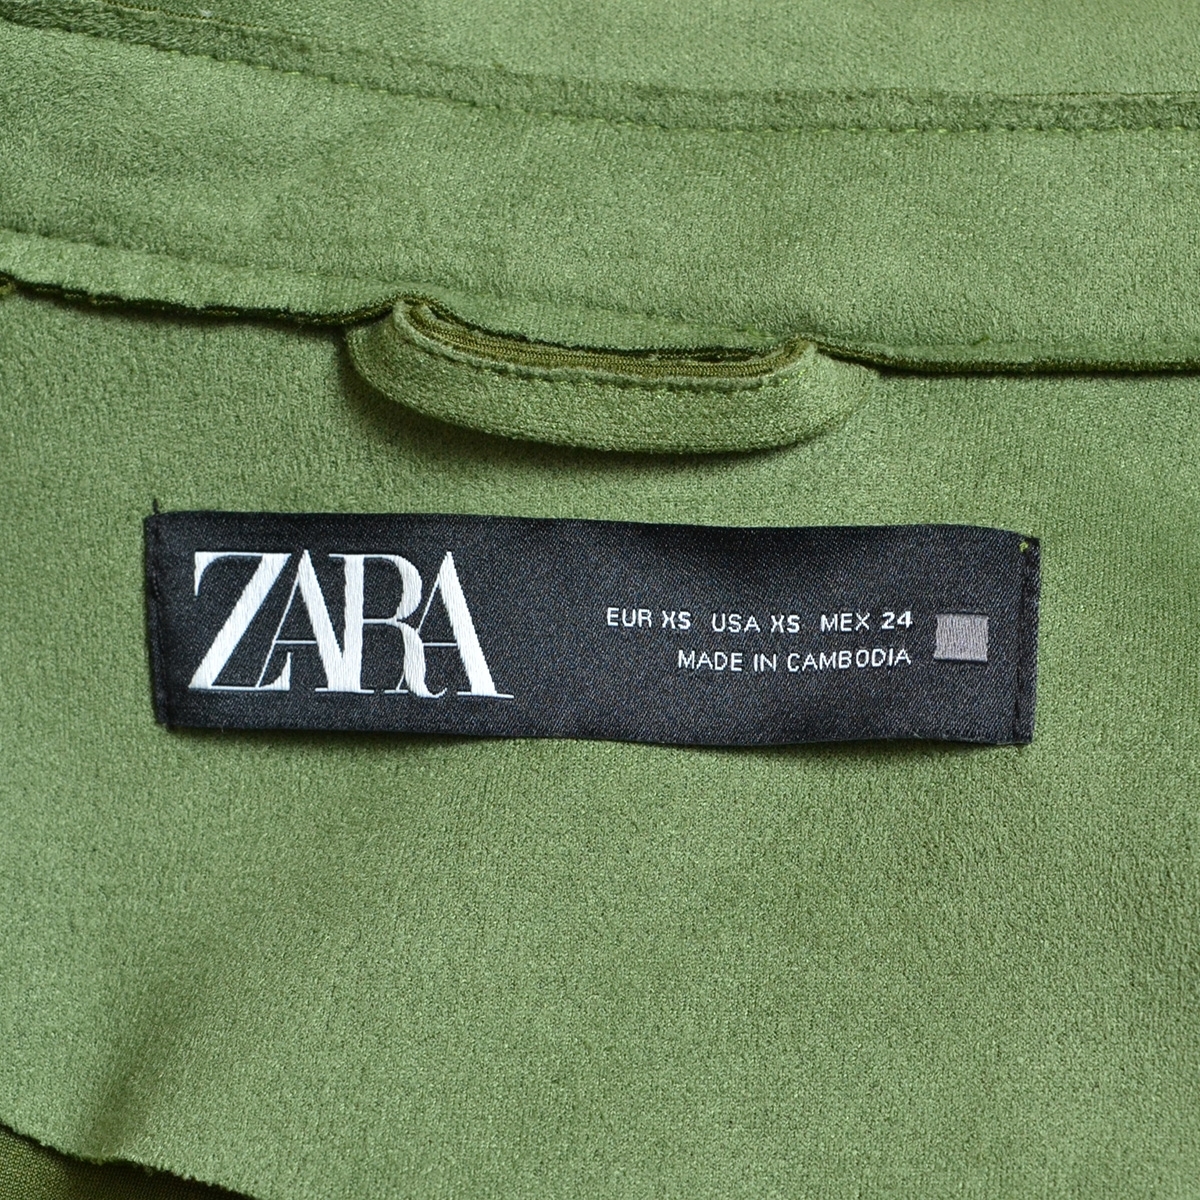 ZARA
EUR XS USA XS MEX 24
MADE IN CAMBODIA